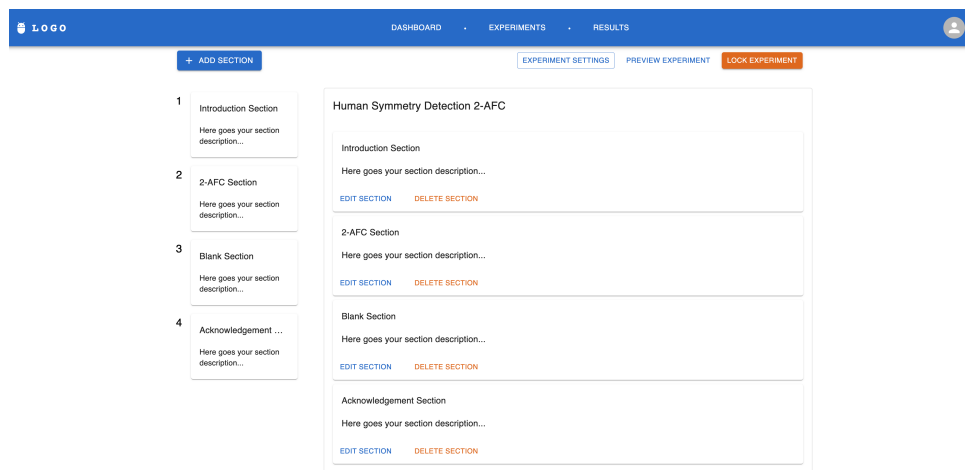 LOGO
DASHBOARD • EXPERIMENTS • RESULTS
+ ADD SECTION
EXPERIMENT SETTINGS
PREVIEW EXPERIMENT
LOCK EXPERIMENT
1
Introduction Section
Here goes your section
description...
2
2-AFC Section
Here goes your section
description...
3
Blank Section
Here goes your section
description...
4
Acknowledgement ...
Here goes your section
description...
Human Symmetry Detection 2-AFC
Introduction Section
Here goes your section description...
EDIT SECTION DELETE SECTION
2-AFC Section
Here goes your section description...
EDIT SECTION DELETE SECTION
Blank Section
Here goes your section description...
EDIT SECTION DELETE SECTION
Acknowledgement Section
Here goes your section description...
EDIT SECTION DELETE SECTION